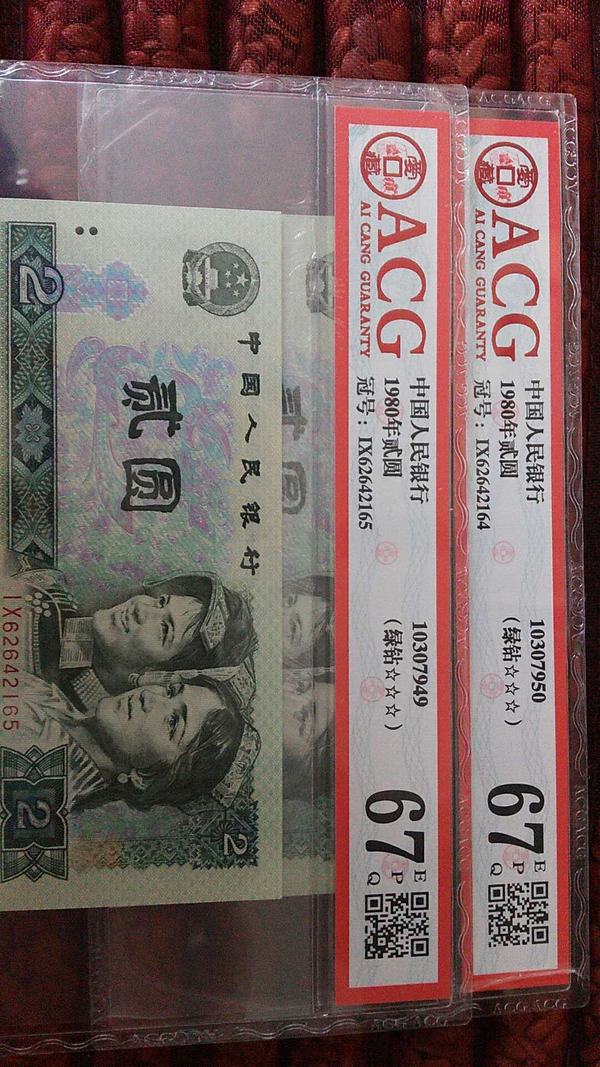 ACG
AI CANG GUARANTY
中国人民银行
1980年贰圆
冠号：IX62642164
10307950
（绿钻☆☆☆）
67 E
P
Q
ACG
AI CANG GUARANTY
中国人民银行
1980年贰圆
冠号：IX62642165
10307949
（绿钻☆☆☆）
67 E
P
Q
中国人民银行
贰圆
2
IX62642165
2
2
贰圆